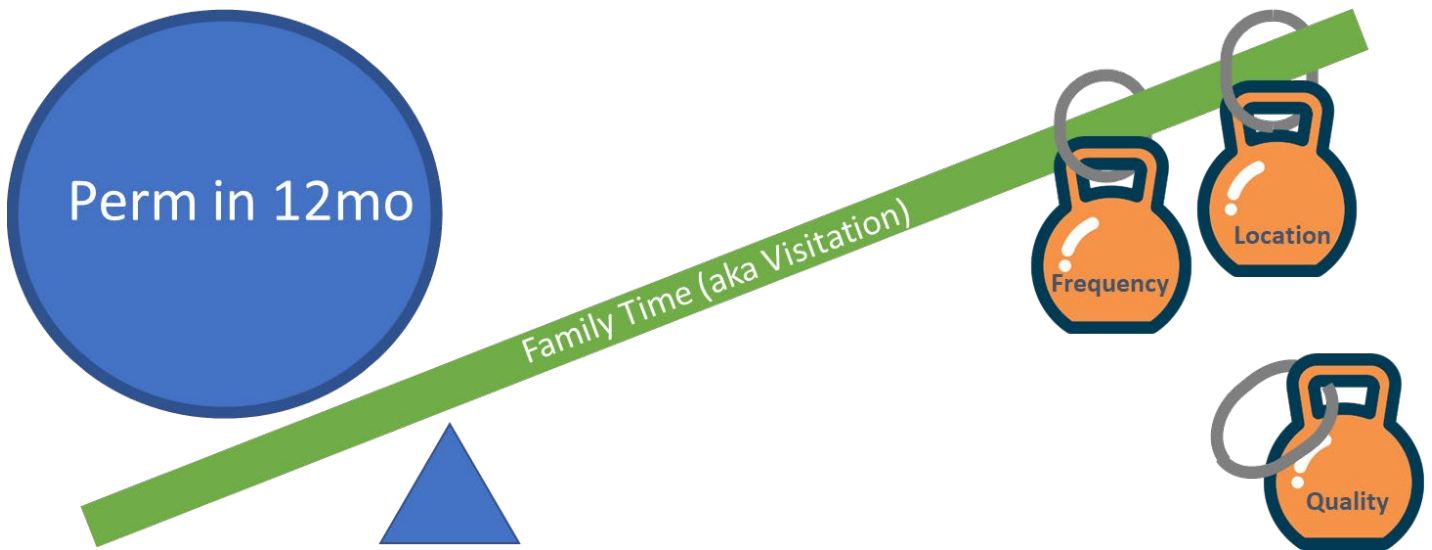 Perm in 12mo
Family Time (aka Visitation)
Frequency
Location
Quality